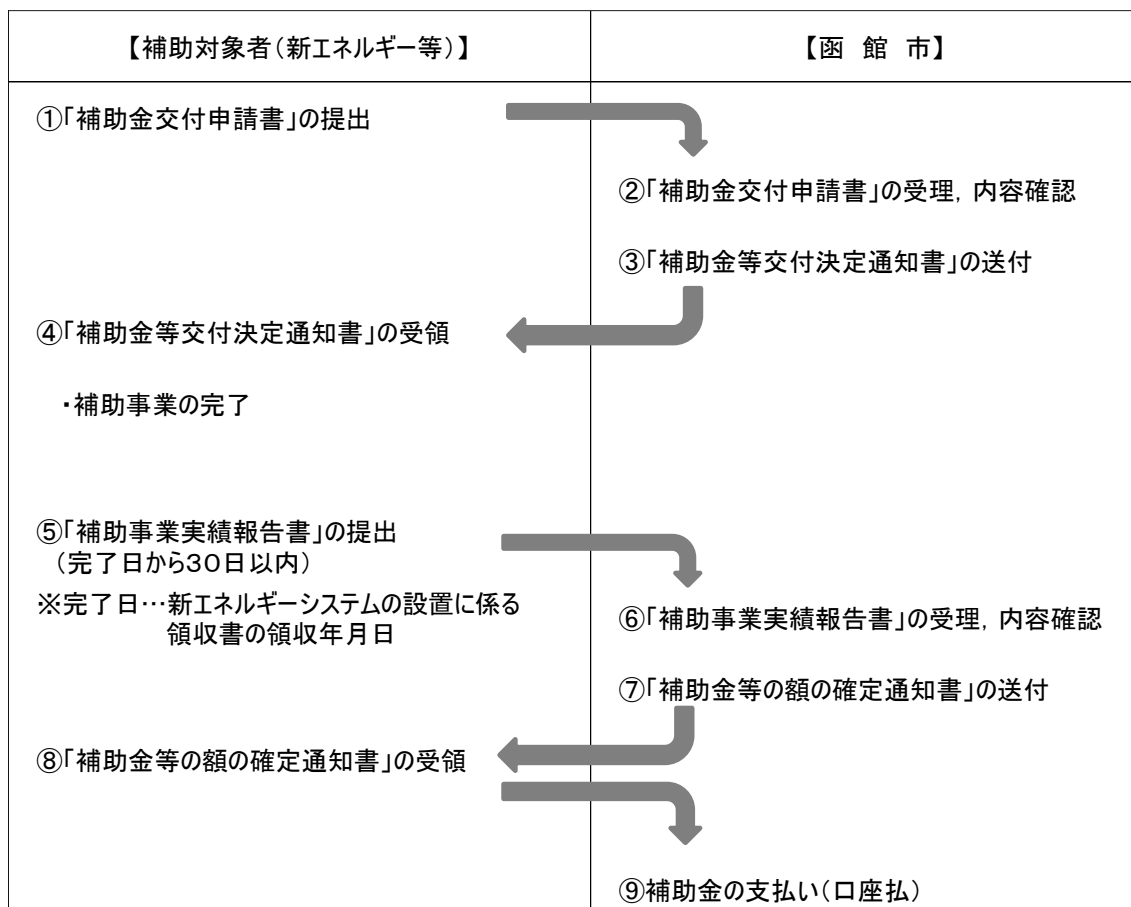 【補助対象者(新エネルギー等)】
【函 館 市】
①「補助金交付申請書」の提出
②「補助金交付申請書」の受理, 内容確認
③「補助金等交付決定通知書」の送付
④「補助金等交付決定通知書」の受領
・補助事業の完了
⑤「補助事業実績報告書」の提出
(完了日から30日以内)
※完了日…新エネルギーシステムの設置に係る
領収書の領収年月日
⑥「補助事業実績報告書」の受理, 内容確認
⑦「補助金等の額の確定通知書」の送付
⑧「補助金等の額の確定通知書」の受領
⑨補助金の支払い(口座払)